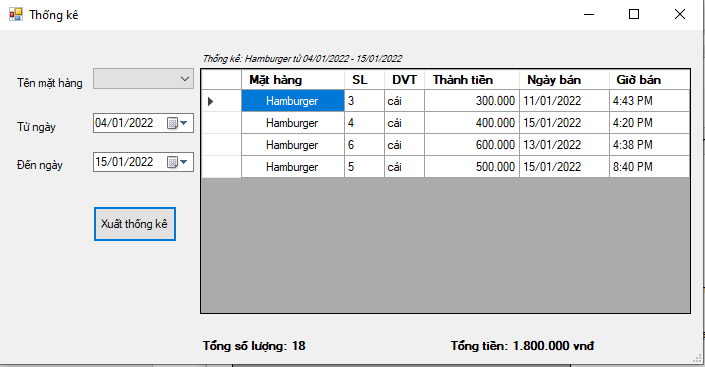 Thống kê
Thống kê: Hamburger từ 04/01/2022 - 15/01/2022
Tên mặt hàng
Từ ngày 04/01/2022
Đến ngày 15/01/2022
Xuất thống kê
Mặt hàng SL DVT Thành tiền Ngày bán Giờ bán
Hamburger 3 cái 300.000 11/01/2022 4:43 PM
Hamburger 4 cái 400.000 15/01/2022 4:20 PM
Hamburger 6 cái 600.000 13/01/2022 4:38 PM
Hamburger 5 cái 500.000 15/01/2022 8:40 PM
Tổng số lượng: 18 Tổng tiền: 1.800.000 vnđ